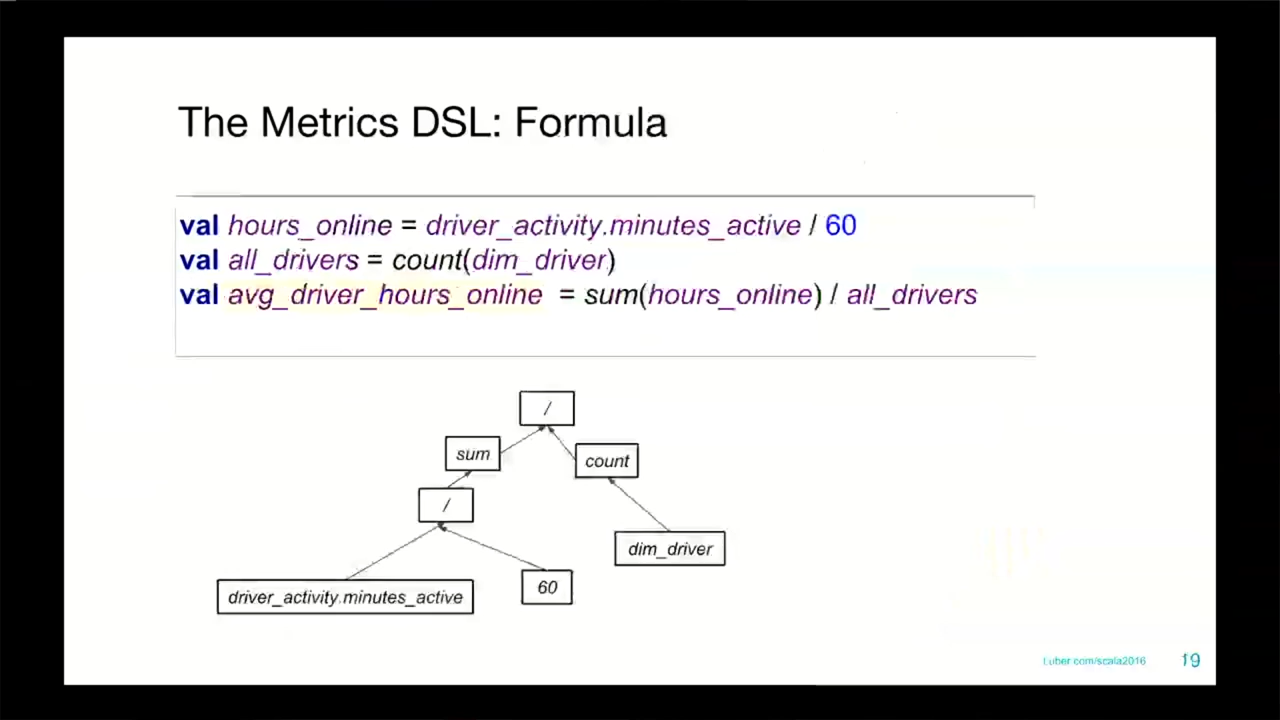 The Metrics DSL: Formula
val hours_online = driver_activity.minutes_active / 60
val all_drivers = count(dim_driver)
val avg_driver_hours_online = sum(hours_online) / all_drivers
/
sum
count
/
dim_driver
driver_activity.minutes_active
60
t.uber.com/scala2016
19